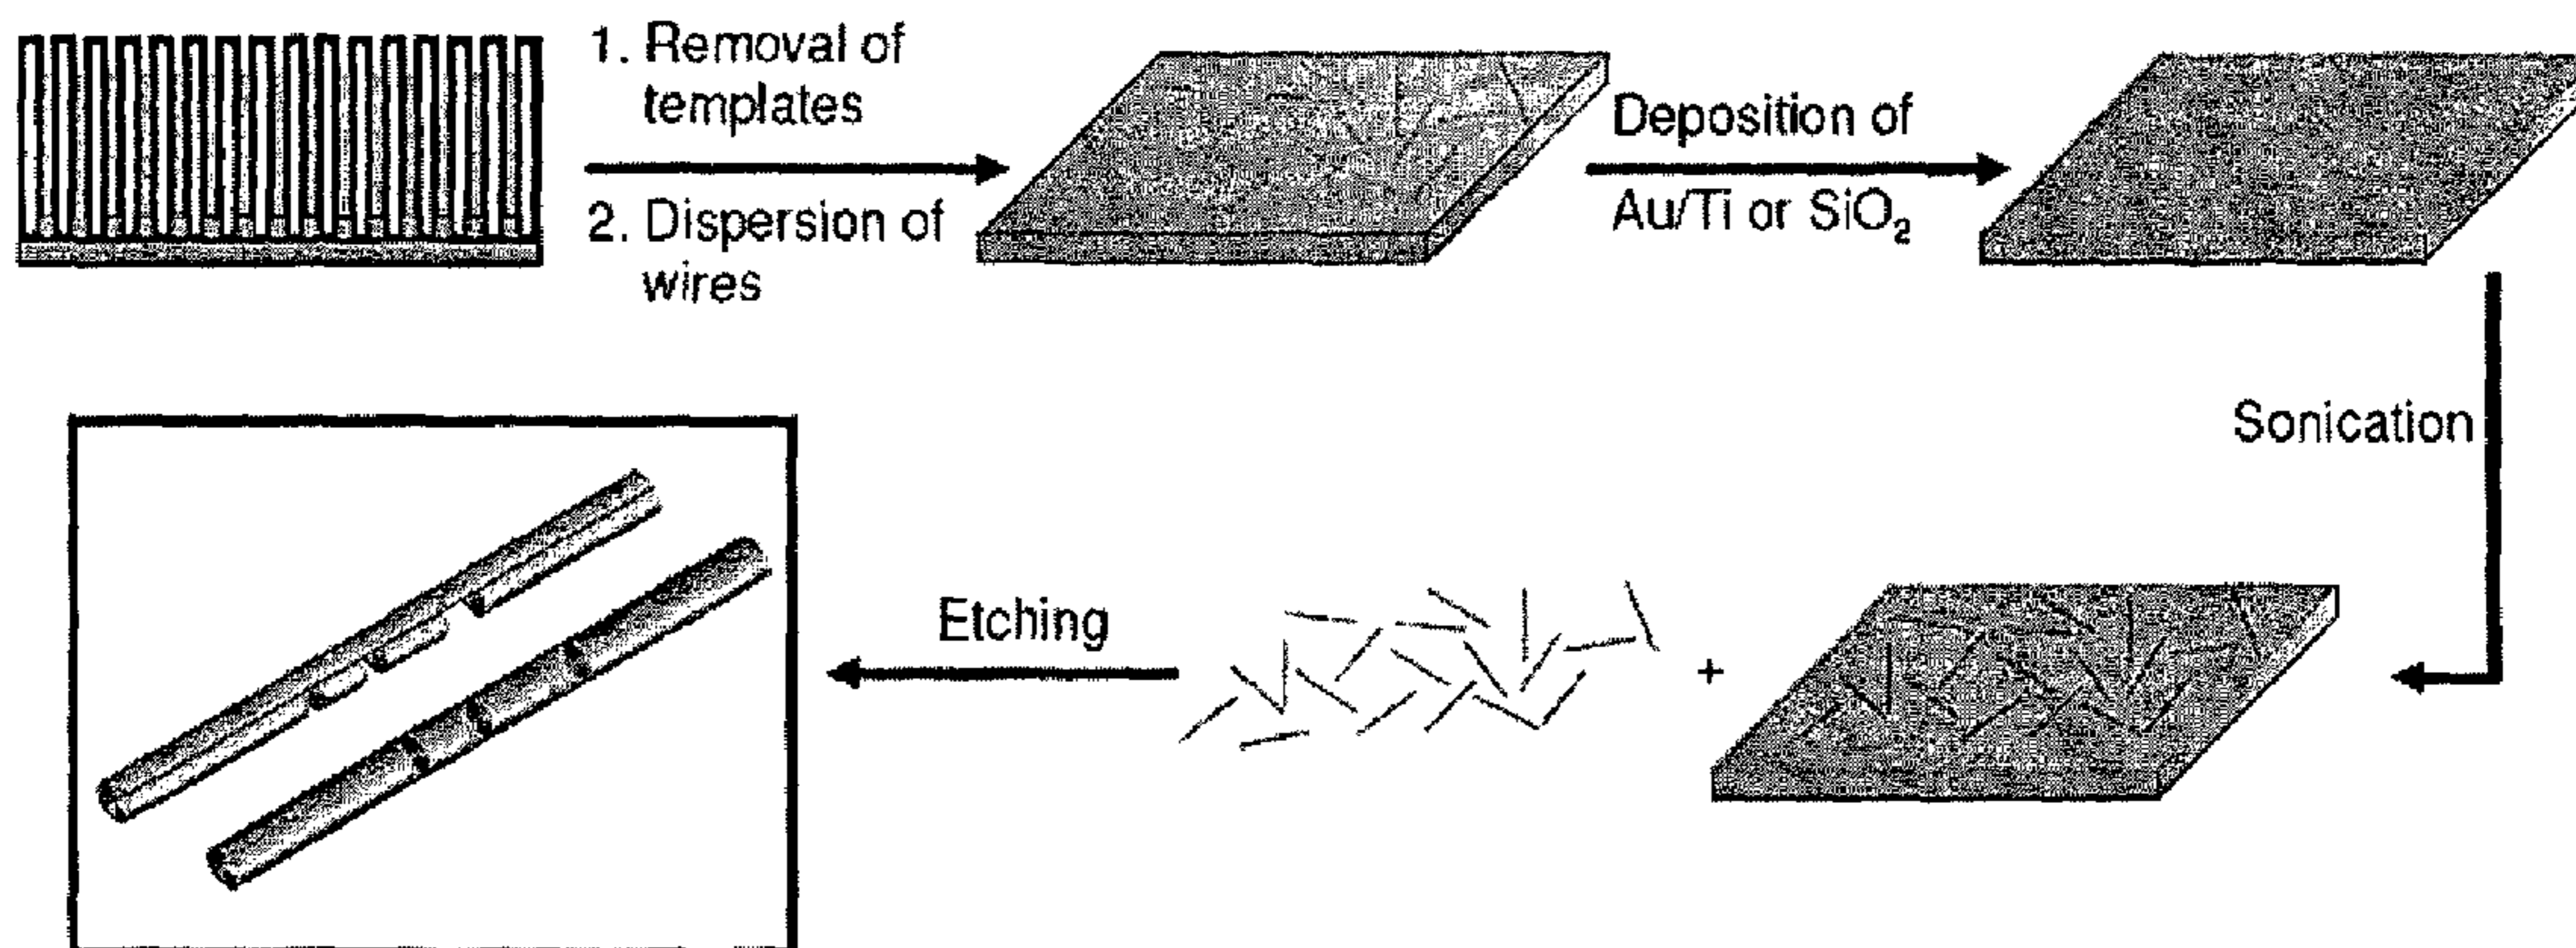 1. Removal of
templates
2. Dispersion of
wires
Deposition of
Au/Ti or SiO₂
Sonication
+
Etching